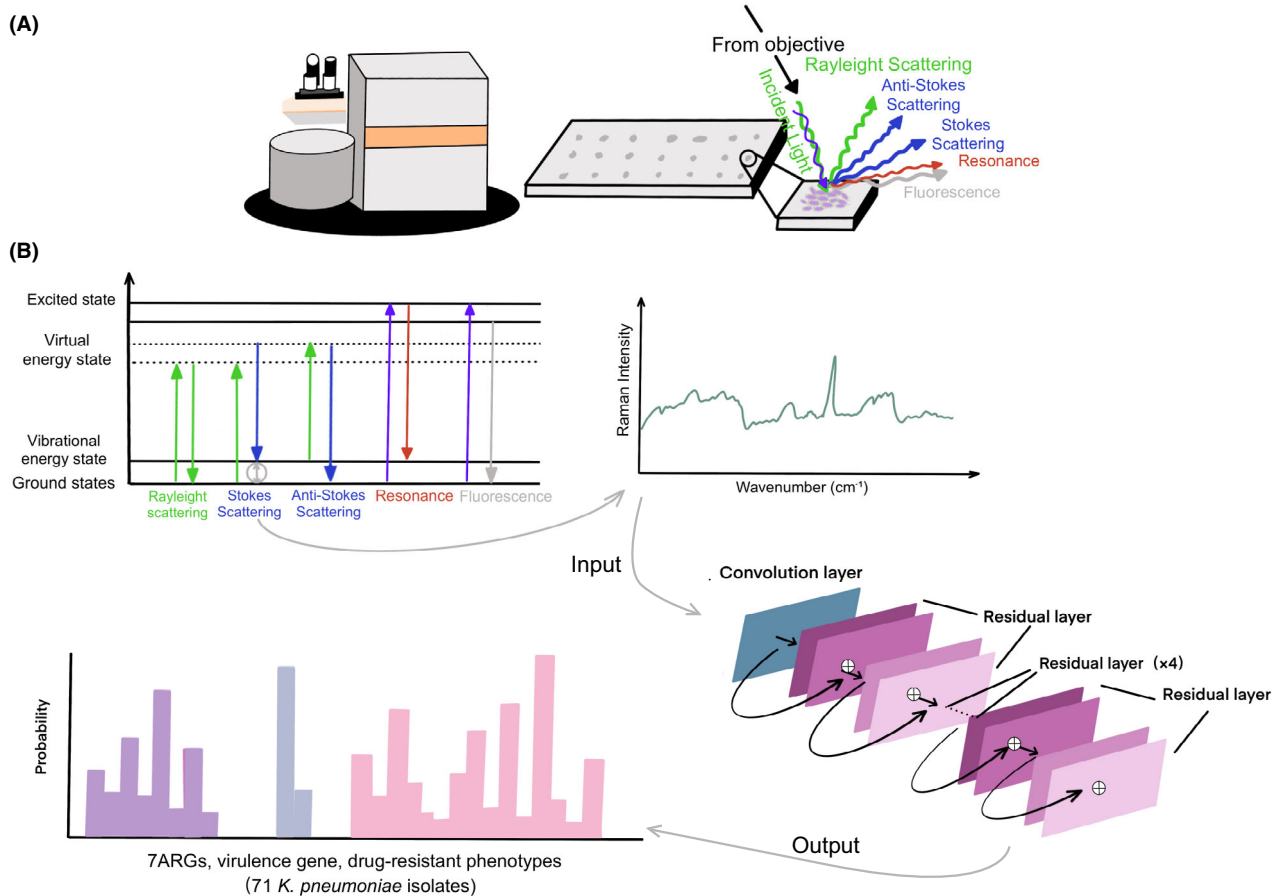 (A)
From objective
Rayleight Scattering
Anti-Stokes
Scattering
Stokes
Scattering
Resonance
Fluorescence
Incident Light
(B)
Excited state
Virtual
energy state
Vibrational
energy state
Ground states
Rayleight
scattering
Stokes
Scattering
Anti-Stokes
Scattering
Resonance
Fluorescence
Raman Intensity
Wavenumber (cm⁻¹)
Input
Convolution layer
Residual layer
Residual layer (×4)
Residual layer
Output
Probability
7ARGs, virulence gene, drug-resistant phenotypes
(71 K. pneumoniae isolates)